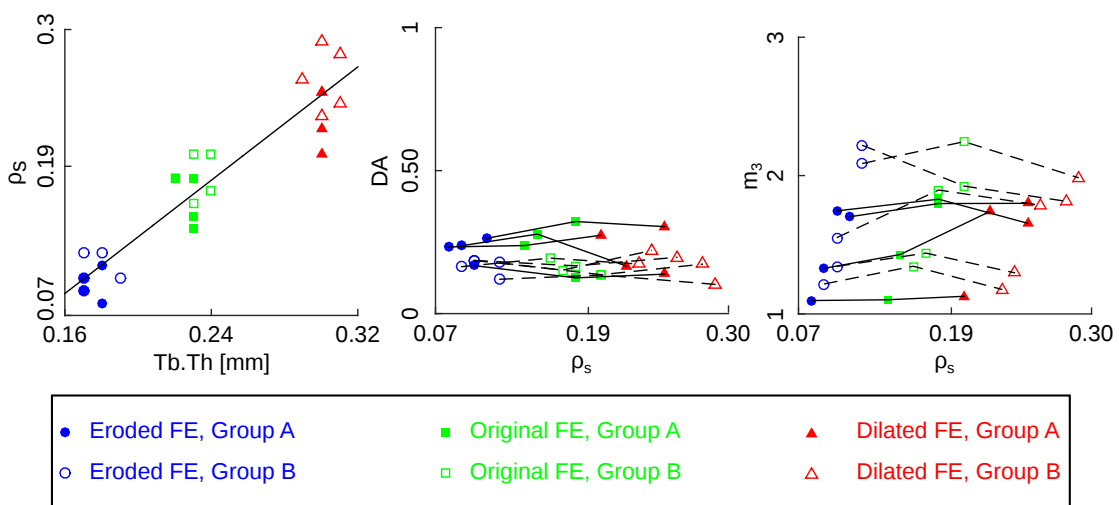 0.3
0.19
0.07
ρs
0.16
0.24
0.32
Tb.Th [mm]
1
0.50
0
DA
0.07
0.19
0.30
ρs
3
2
1
m3
0.07
0.19
0.30
ρs
Eroded FE, Group A
Original FE, Group A
Dilated FE, Group A
Eroded FE, Group B
Original FE, Group B
Dilated FE, Group B